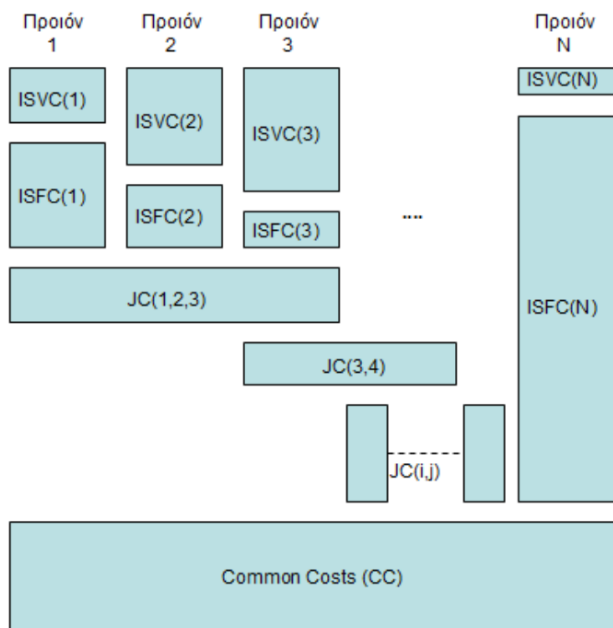 Προιόν
1
Προιόν
2
Προιόν
3
Προιόν
N
ISVC(1)
ISVC(2)
ISVC(3)
ISVC(N)
ISFC(1)
ISFC(2)
ISFC(3)
....
ISFC(N)
JC(1,2,3)
JC(3,4)
JC(i,j)
Common Costs (CC)